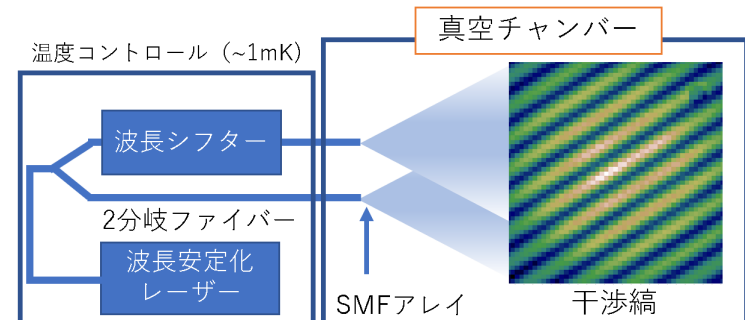 真空チャンバー
温度コントロール（~1mK）
波長シフター
2分岐ファイバー
波長安定化
レーザー
SMFアレイ
干渉縞